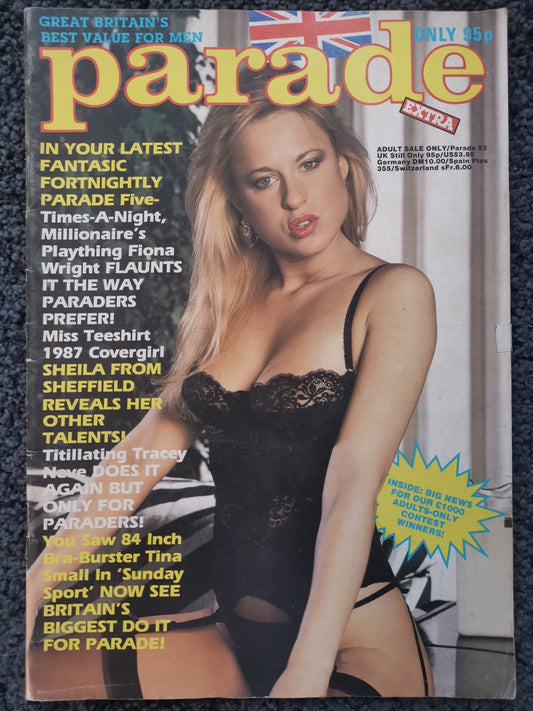 GREAT BRITAIN'S
BEST VALUE FOR MEN
ONLY 95p
parade
EXTRA
ADULT SALE ONLY/Parade 53
UK Still Only 95p/US$3.95
Germany DM10.00/Spain Ptas
355/Switzerland sFr.6.00
IN YOUR LATEST
FANTASIC
FORTNIGHTLY
PARADE Five-
Times-A-Night,
Millionaire's
Plaything Fiona
Wright FLAUNTS
IT THE WAY
PARADERS
PREFER!
Miss Teeshirt
1987 Covergirl
SHEILA FROM
SHEFFIELD
REVEALS HER
OTHER
TALENTS!
Titillating Tracey
Neve DOES IT
AGAIN BUT
ONLY FOR
PARADERS!
You Saw 84 Inch
Bra-Burster Tina
Small In 'Sunday
Sport' NOW SEE
BRITAIN'S
BIGGEST DO IT
FOR PARADE!
INSIDE: BIG NEWS
FOR OUR £1000
ADULTS-ONLY
CONTEST
WINNERS!